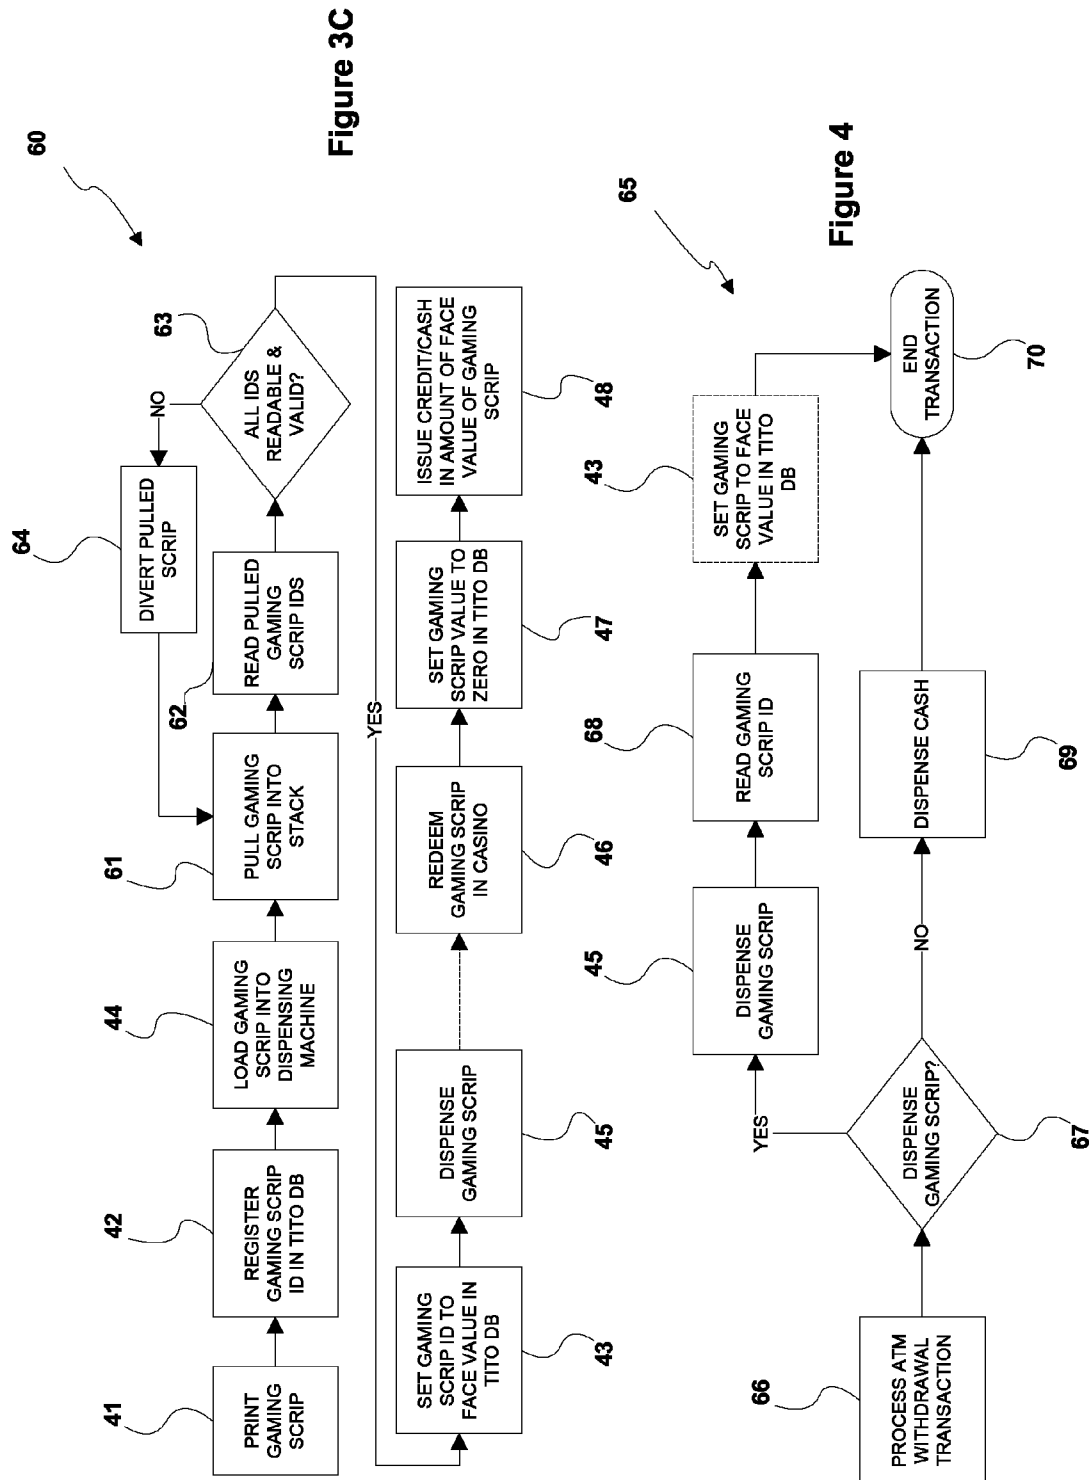 60
Figure 3C
41
PRINT
GAMING
SCRIP
42
REGISTER
GAMING SCRIP
ID IN TITO DB
44
LOAD GAMING
SCRIP INTO
DISPENSING
MACHINE
61
PULL GAMING
SCRIP INTO
STACK
62
READ PULLED
GAMING
SCRIP IDS
63
ALL IDS
READABLE &
VALID?
NO
64
DIVERT PULLED
SCRIP
YES
SET GAMING
SCRIP ID TO
FACE VALUE IN
TITO DB
43
DISPENSE
GAMING SCRIP
45
REDEEM
GAMING SCRIP
IN CASINO
46
SET GAMING
SCRIP VALUE TO
ZERO IN TITO DB
47
ISSUE CREDIT/CASH
IN AMOUNT OF FACE
VALUE OF GAMING
SCRIP
48
65
Figure 4
66
PROCESS ATM
WITHDRAWAL
TRANSACTION
DISPENSE
GAMING SCRIP?
67
YES
45
DISPENSE
GAMING SCRIP
68
READ GAMING
SCRIP ID
43
SET GAMING
SCRIP TO FACE
VALUE IN TITO
DB
NO
DISPENSE CASH
69
END
TRANSACTION
70